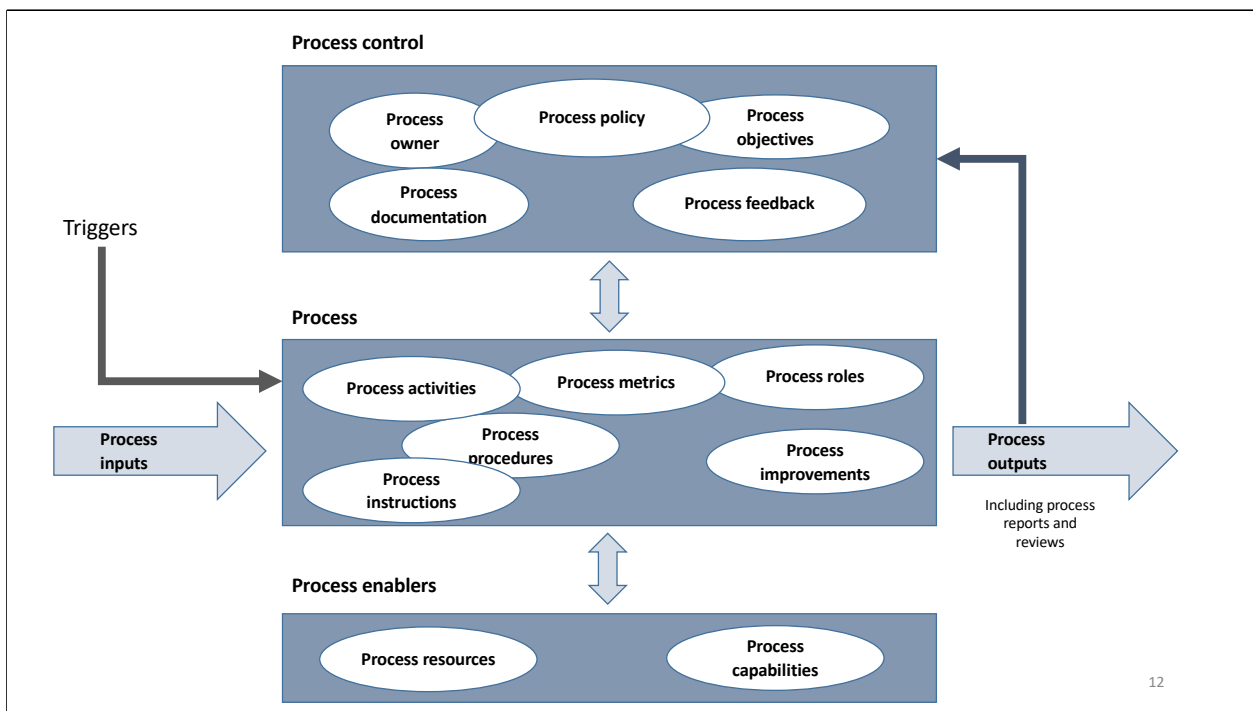 Process control
Process
owner
Process policy
Process
objectives
Process
documentation
Process feedback
Triggers
Process
Process activities
Process metrics
Process roles
Process
inputs
Process
procedures
Process
improvements
Process
instructions
Process
outputs
Including process
reports and
reviews
Process enablers
Process resources
Process
capabilities
12